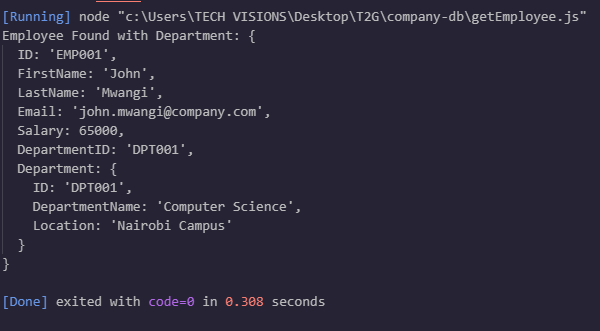 [Running] node "c:\Users\TECH VISIONS\Desktop\T2G\company-db\getEmployee.js"
Employee Found with Department: {
  ID: 'EMP001',
  FirstName: 'John',
  LastName: 'Mwangi',
  Email: 'john.mwangi@company.com',
  Salary: 65000,
  DepartmentID: 'DPT001',
  Department: {
    ID: 'DPT001',
    DepartmentName: 'Computer Science',
    Location: 'Nairobi Campus'
  }
}
[Done] exited with code=0 in 0.308 seconds